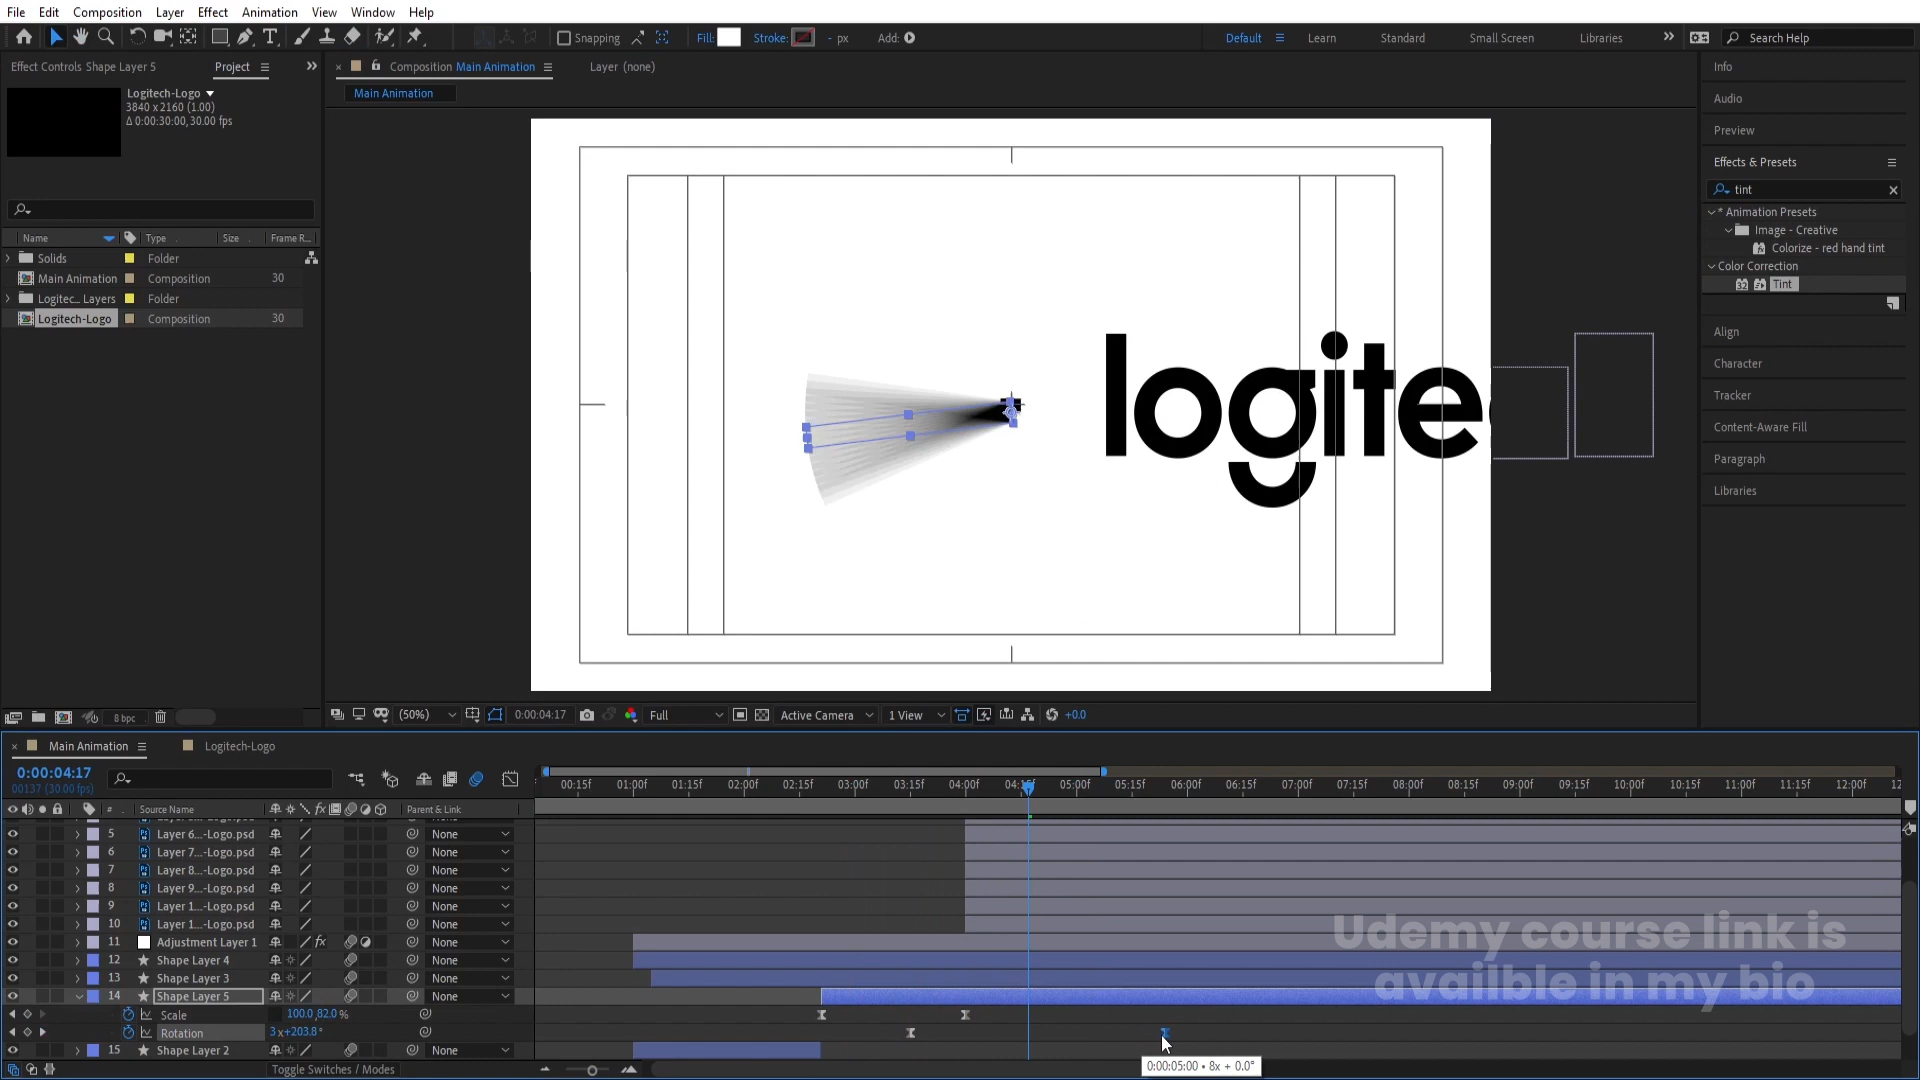 File Edit Composition Layer Effect Animation View Window Help
Snapping Fill: Stroke: - px Add: Default Learn Standard Small Screen Libraries Search Help
Effect Controls Shape Layer 5 Project
Composition Main Animation Layer (none)
Main Animation
Logitech-Logo
3840 x 2160 (1.00)
Δ 0:00:30:00, 30.00 fps
Name Type Size Frame R...
Solids Folder
Main Animation Composition 30
Logitec... Layers Folder
Logitech-Logo Composition 30
8 bpc
logitec
(50%) 0:00:04:17 Full Active Camera 1 View +0.0
Info
Audio
Preview
Effects & Presets
tint
* Animation Presets
Image - Creative
Colorize - red hand tint
Color Correction
32 Tint
Align
Character
Tracker
Content-Aware Fill
Paragraph
Libraries
Main Animation Logitech-Logo
0:00:04:17
00137 (30.00 fps)
# Source Name fx Parent & Link
00:15f 01:00f 01:15f 02:00f 02:15f 03:00f 03:15f 04:00f 04:15f 05:00f 05:15f 06:00f 06:15f 07:00f 07:15f 08:00f 08:15f 09:00f 09:15f 10:00f 10:15f 11:00f 11:15f 12:00f 12
5 Layer 6...-Logo.psd None
6 Layer 7...-Logo.psd None
7 Layer 8...-Logo.psd None
8 Layer 9...-Logo.psd None
9 Layer 1...-Logo.psd None
10 Layer 1...-Logo.psd None
11 Adjustment Layer 1 fx None
12 Shape Layer 4 None
13 Shape Layer 3 None
14 Shape Layer 5 None
Scale 100.0,82.0 %
Rotation 3x+203.8°
15 Shape Layer 2 None
Toggle Switches / Modes
0:00:05:00 • 8x + 0.0°
Udemy course link is
availble in my bio